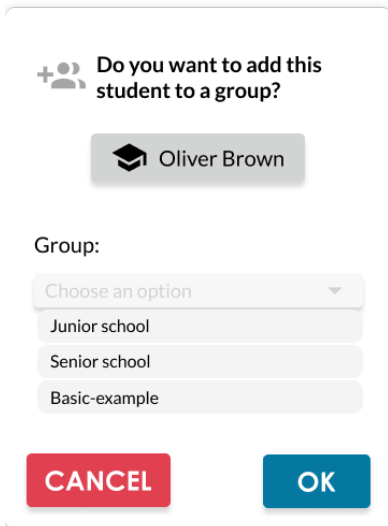 Do you want to add this
student to a group?
Oliver Brown
Group:
Choose an option
Junior school
Senior school
Basic-example
CANCEL
OK